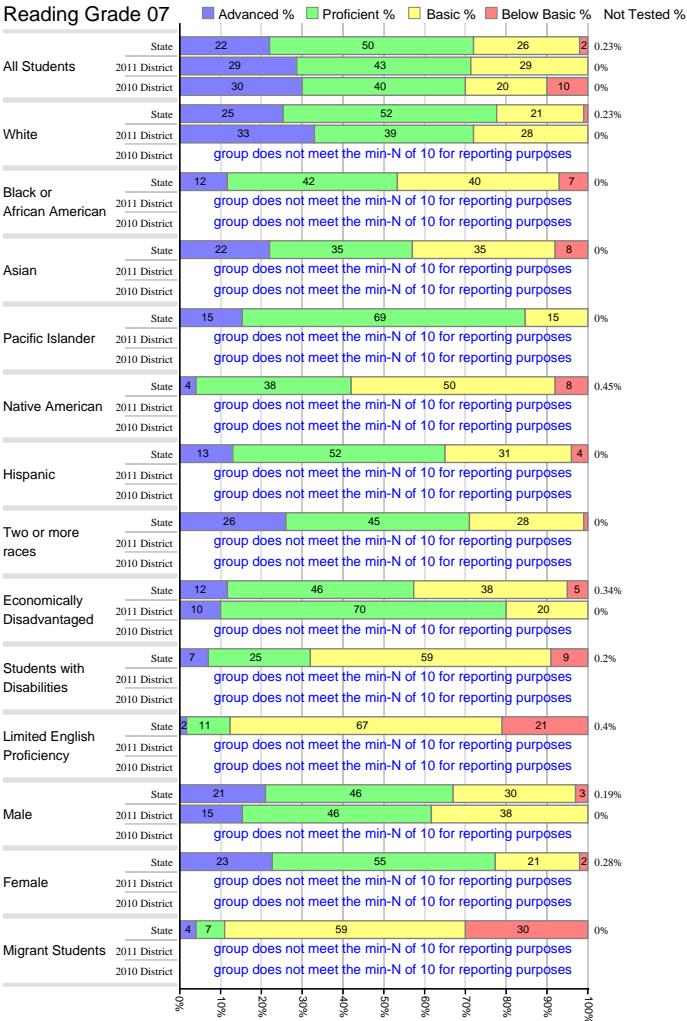 Reading Grade 07 Advanced % Proficient % Basic % Below Basic % Not Tested %
All Students
State 22 50 26 2 0.23%
2011 District 29 43 29 0%
2010 District 30 40 20 10 0%
White
State 25 52 21 0.23%
2011 District 33 39 28 0%
2010 District group does not meet the min-N of 10 for reporting purposes
Black or
African American
State 12 42 40 7 0%
2011 District group does not meet the min-N of 10 for reporting purposes
2010 District group does not meet the min-N of 10 for reporting purposes
Asian
State 22 35 35 8 0%
2011 District group does not meet the min-N of 10 for reporting purposes
2010 District group does not meet the min-N of 10 for reporting purposes
Pacific Islander
State 15 69 15 0%
2011 District group does not meet the min-N of 10 for reporting purposes
2010 District group does not meet the min-N of 10 for reporting purposes
Native American
State 4 38 50 8 0.45%
2011 District group does not meet the min-N of 10 for reporting purposes
2010 District group does not meet the min-N of 10 for reporting purposes
Hispanic
State 13 52 31 4 0%
2011 District group does not meet the min-N of 10 for reporting purposes
2010 District group does not meet the min-N of 10 for reporting purposes
Two or more
races
State 26 45 28 0%
2011 District group does not meet the min-N of 10 for reporting purposes
2010 District group does not meet the min-N of 10 for reporting purposes
Economically
Disadvantaged
State 12 46 38 5 0.34%
2011 District 10 70 20 0%
2010 District group does not meet the min-N of 10 for reporting purposes
Students with
Disabilities
State 7 25 59 9 0.2%
2011 District group does not meet the min-N of 10 for reporting purposes
2010 District group does not meet the min-N of 10 for reporting purposes
Limited English
Proficiency
State 2 11 67 21 0.4%
2011 District group does not meet the min-N of 10 for reporting purposes
2010 District group does not meet the min-N of 10 for reporting purposes
Male
State 21 46 30 3 0.19%
2011 District 15 46 38 0%
2010 District group does not meet the min-N of 10 for reporting purposes
Female
State 23 55 21 2 0.28%
2011 District group does not meet the min-N of 10 for reporting purposes
2010 District group does not meet the min-N of 10 for reporting purposes
Migrant Students
State 4 7 59 30 0%
2011 District group does not meet the min-N of 10 for reporting purposes
2010 District group does not meet the min-N of 10 for reporting purposes
0% 10% 20% 30% 40% 50% 60% 70% 80% 90% 100%